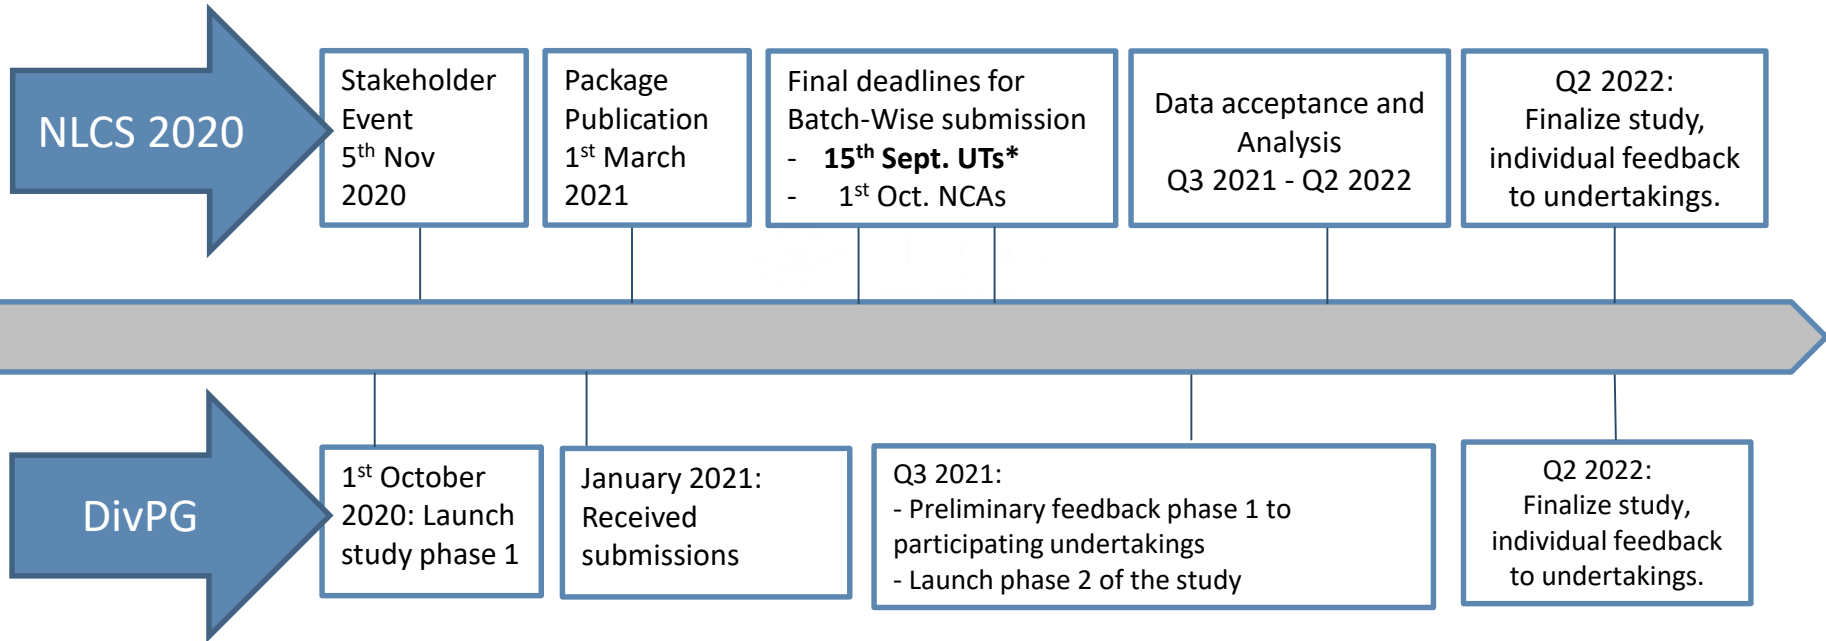 NLCS 2020
Stakeholder
Event
5th Nov
2020
Package
Publication
1st March
2021
Final deadlines for
Batch-Wise submission
- 15th Sept. UTs*
- 1st Oct. NCAs
Data acceptance and
Analysis
Q3 2021 - Q2 2022
Q2 2022:
Finalize study,
individual feedback
to undertakings.
DivPG
1st October
2020: Launch
study phase 1
January 2021:
Received
submissions
Q3 2021:
- Preliminary feedback phase 1 to
participating undertakings
- Launch phase 2 of the study
Q2 2022:
Finalize study,
individual feedback
to undertakings.